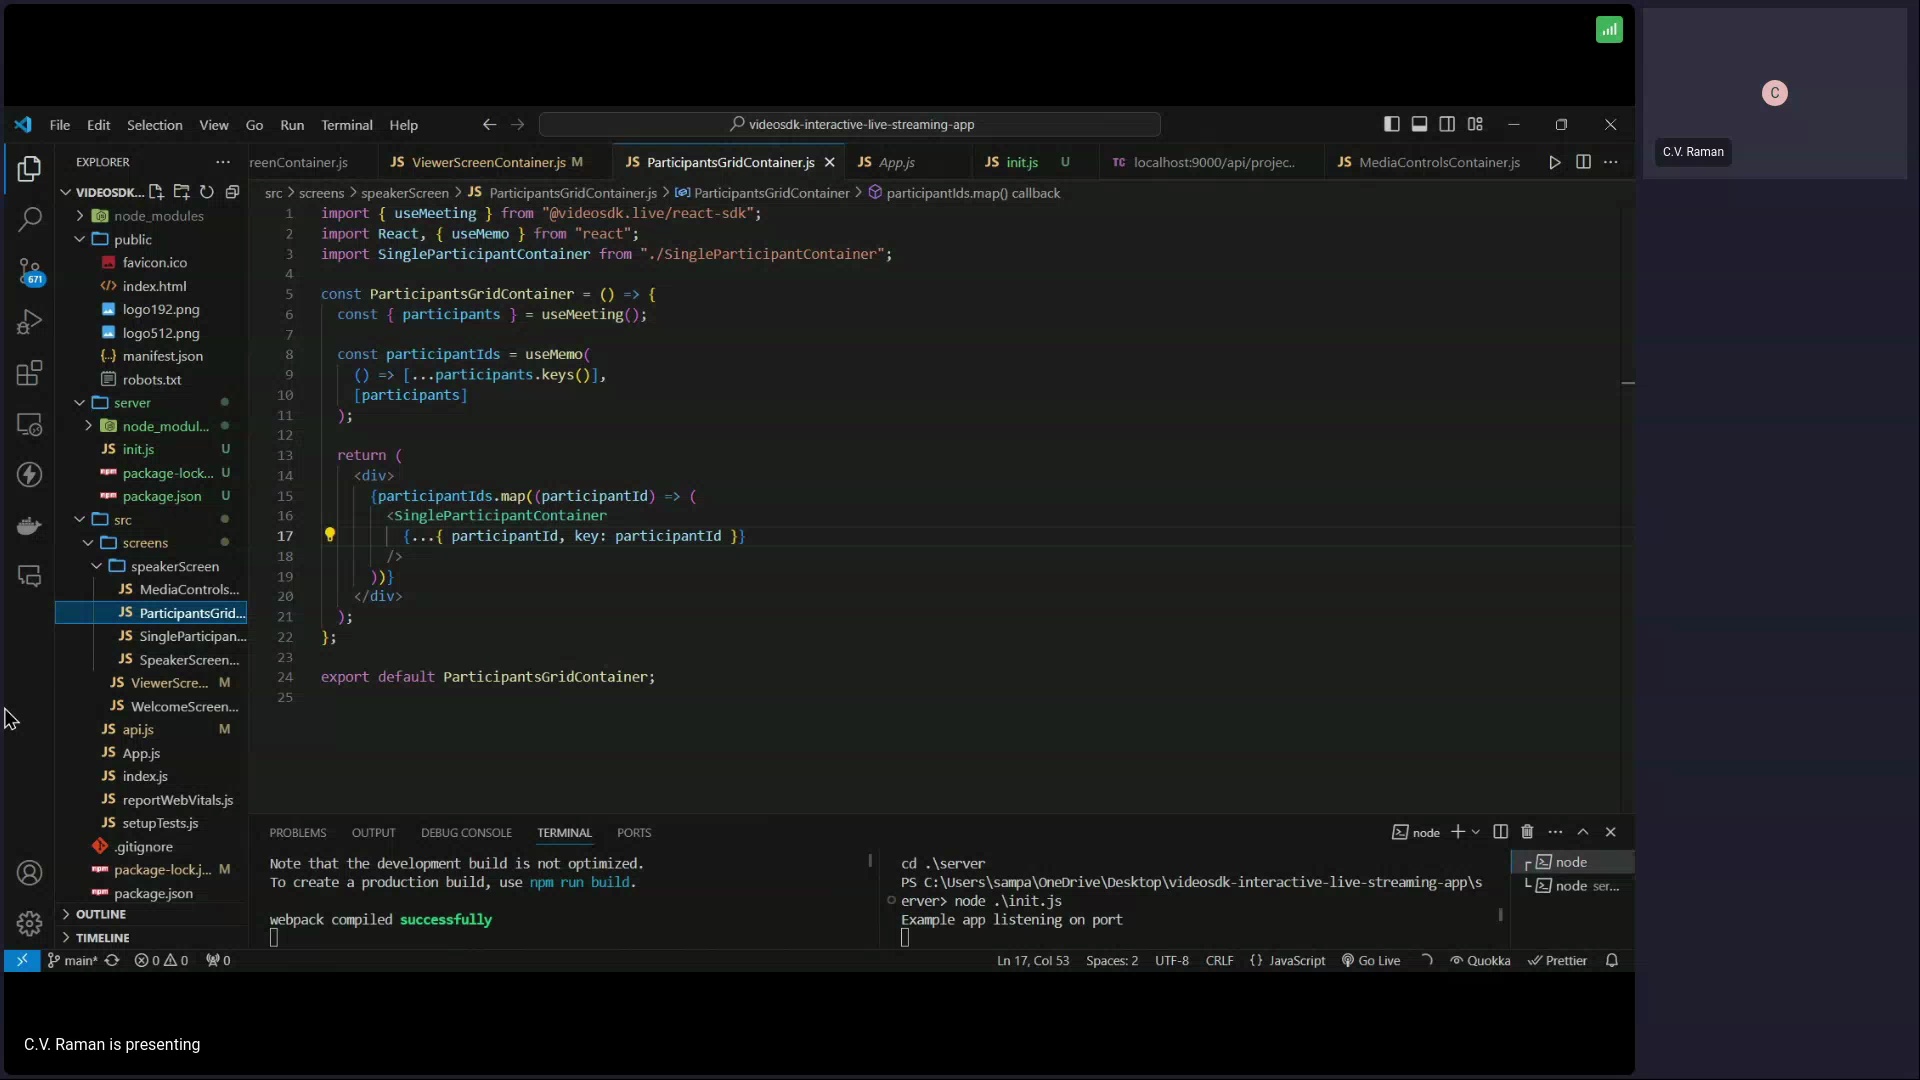 File Edit Selection View Go Run Terminal Help
videosdk-interactive-live-streaming-app
EXPLORER
reenContainer.js
ViewerScreenContainer.js M
ParticipantsGridContainer.js
App.js
init.js U
localhost:9000/api/projec..
MediaControlsContainer.js
VIDEOSDK...
src > screens > speakerScreen > ParticipantsGridContainer.js > ParticipantsGridContainer > participantIds.map() callback
node_modules
public
favicon.ico
index.html
logo192.png
logo512.png
manifest.json
robots.txt
server
node_modul...
init.js U
package-lock... U
package.json U
src
screens
speakerScreen
MediaControls...
ParticipantsGrid...
SingleParticipan...
SpeakerScreen...
ViewerScre... M
WelcomeScreen...
api.js M
App.js
index.js
reportWebVitals.js
setupTests.js
.gitignore
package-lock.j... M
package.json
OUTLINE
TIMELINE
671
1 import { useMeeting } from "@videosdk.live/react-sdk";
2 import React, { useMemo } from "react";
3 import SingleParticipantContainer from "./SingleParticipantContainer";
4
5 const ParticipantsGridContainer = () => {
6 const { participants } = useMeeting();
7
8 const participantIds = useMemo(
9 () => [...participants.keys()],
10 [participants]
11 );
12
13 return (
14 <div>
15 {participantIds.map((participantId) => (
16 <SingleParticipantContainer
17 {...{ participantId, key: participantId }}
18 />
19 ))}
20 </div>
21 );
22 };
23
24 export default ParticipantsGridContainer;
25
PROBLEMS OUTPUT DEBUG CONSOLE TERMINAL PORTS
node
Note that the development build is not optimized.
To create a production build, use npm run build.
webpack compiled successfully
cd .\server
PS C:\Users\sampa\OneDrive\Desktop\videosdk-interactive-live-streaming-app\s
erver> node .\init.js
Example app listening on port
node
node ser...
main* 0 0 0
Ln 17, Col 53 Spaces: 2 UTF-8 CRLF {} JavaScript Go Live Quokka Prettier
C
C.V. Raman
C.V. Raman is presenting